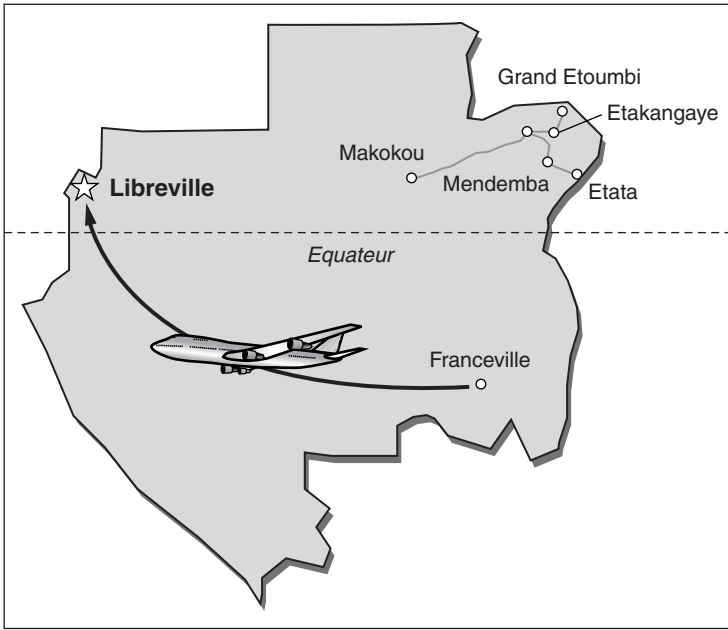 Grand Etoumbi
Etakangaye
Makokou
Mendemba
Etata
Libreville
Equateur
Franceville